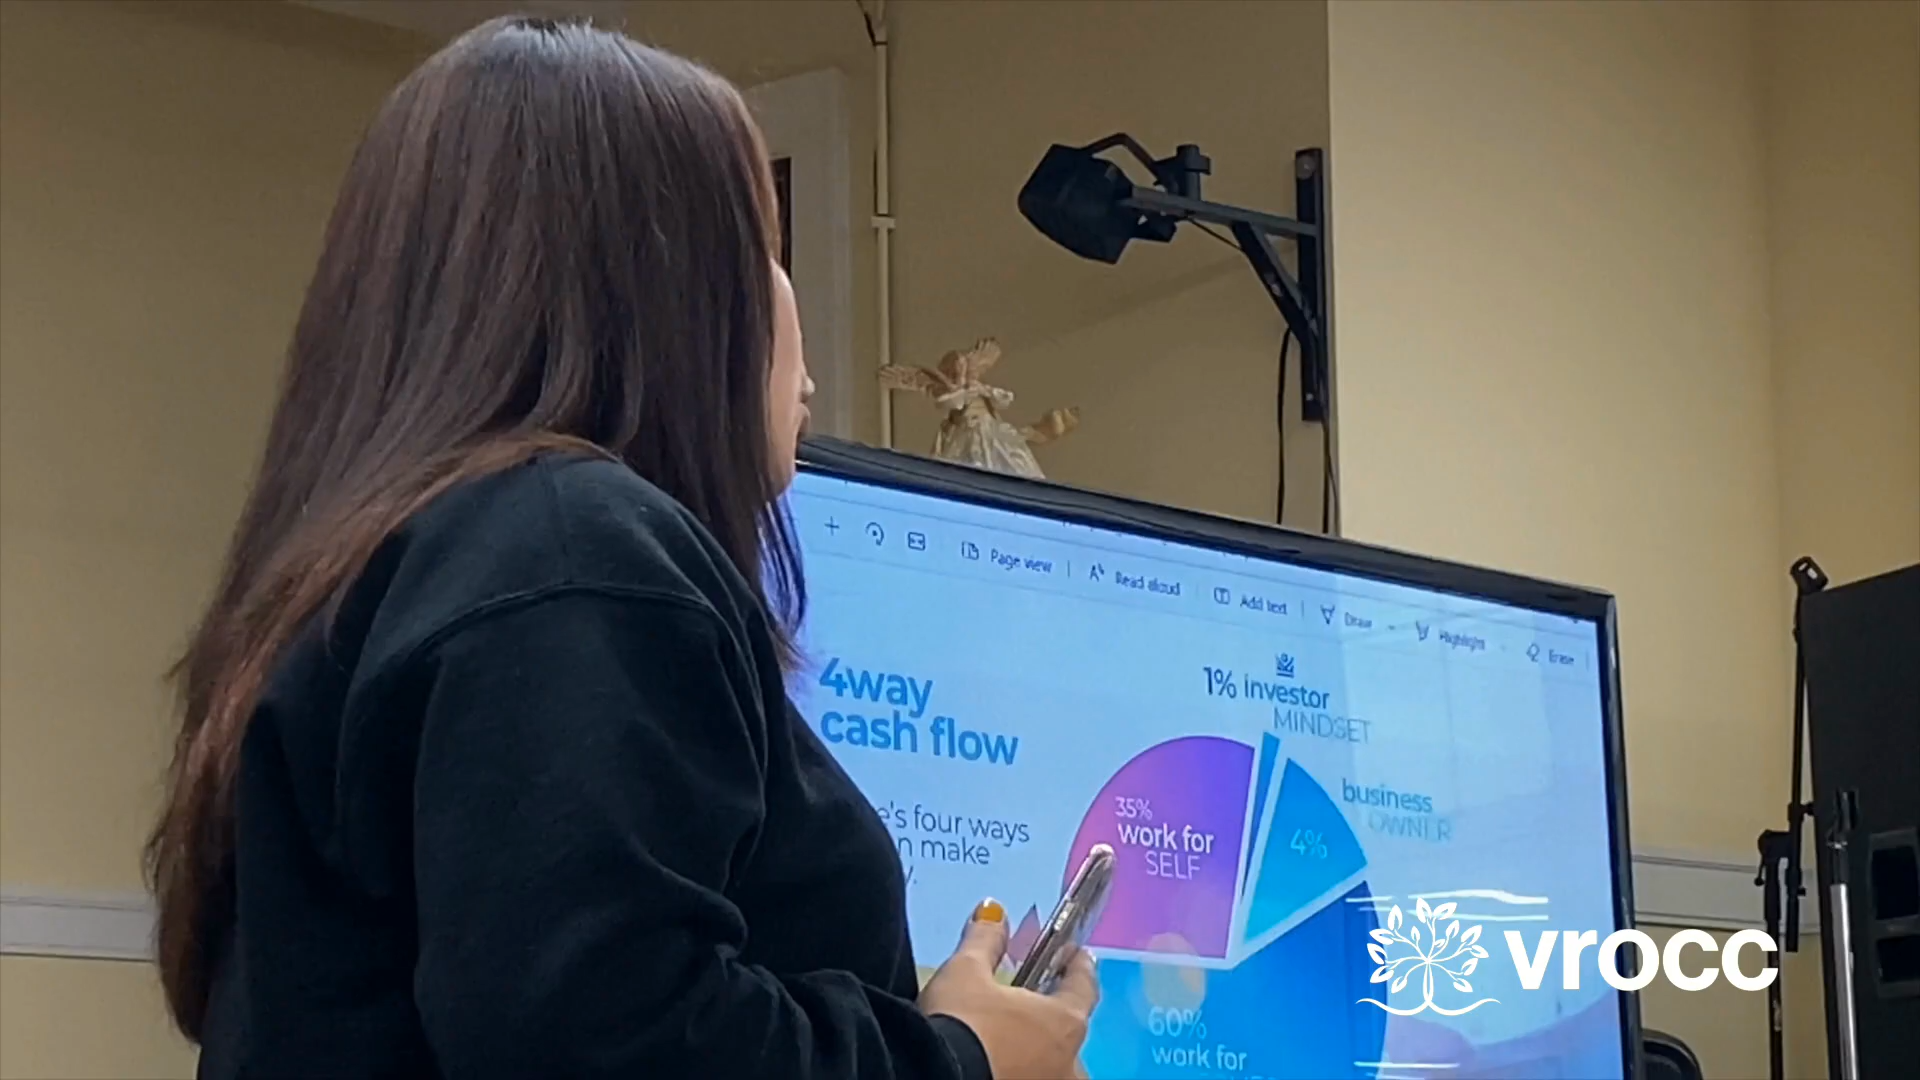 Page view
Read aloud
Add text
Draw
Highlight
Erase
4way
cash flow
e's four ways
n make
y.
1% investor
MINDSET
business
OWNER
4%
35%
work for
SELF
60%
work for
vrocc